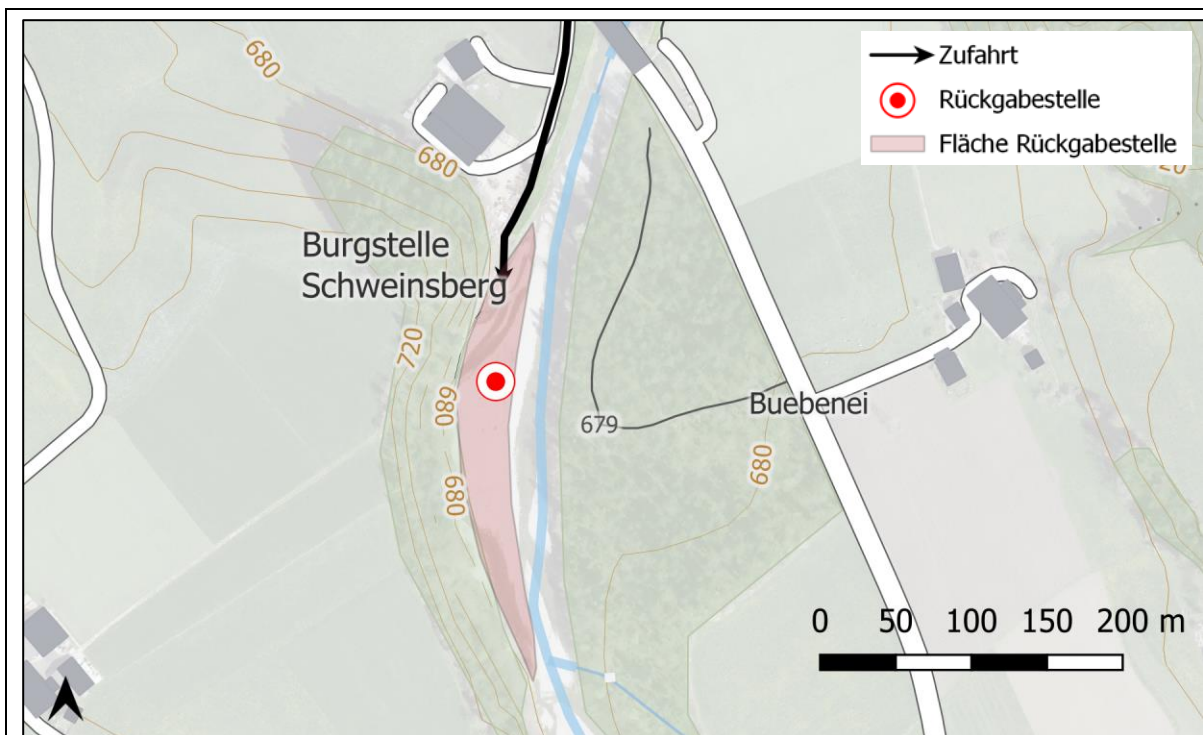 Zufahrt
Rückgabestelle
Fläche Rückgabestelle
680
680
20
Burgstelle
Schweinsberg
720
680
Buebenei
679
680
680
0 50 100 150 200 m